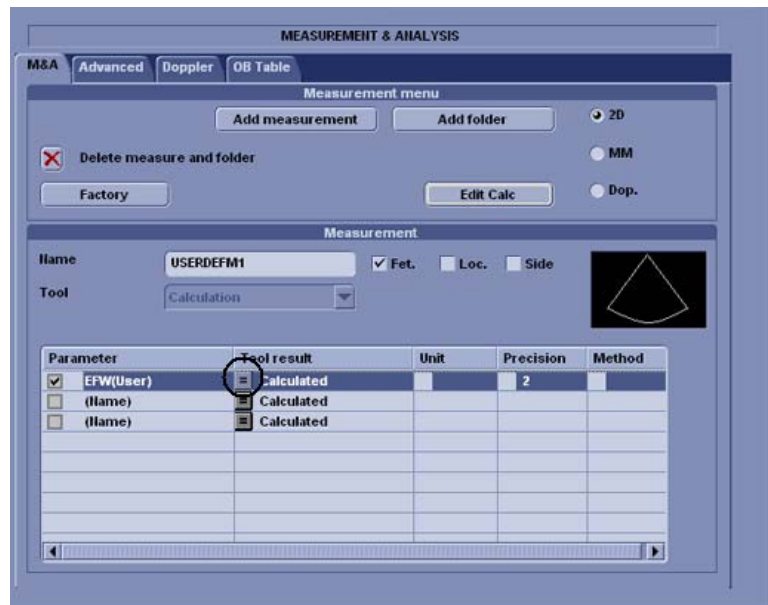 MEASUREMENT & ANALYSIS
M&A Advanced Doppler OB Table
Measurement menu
Add measurement Add folder 2D
Delete measure and folder MM
Factory Edit Calc Dop.
Measurement
Name USERDEFM1 Fet. Loc. Side
Tool Calculation
Parameter Tool result Unit Precision Method
EFW(User) = Calculated 2
(Name) = Calculated
(Name) = Calculated